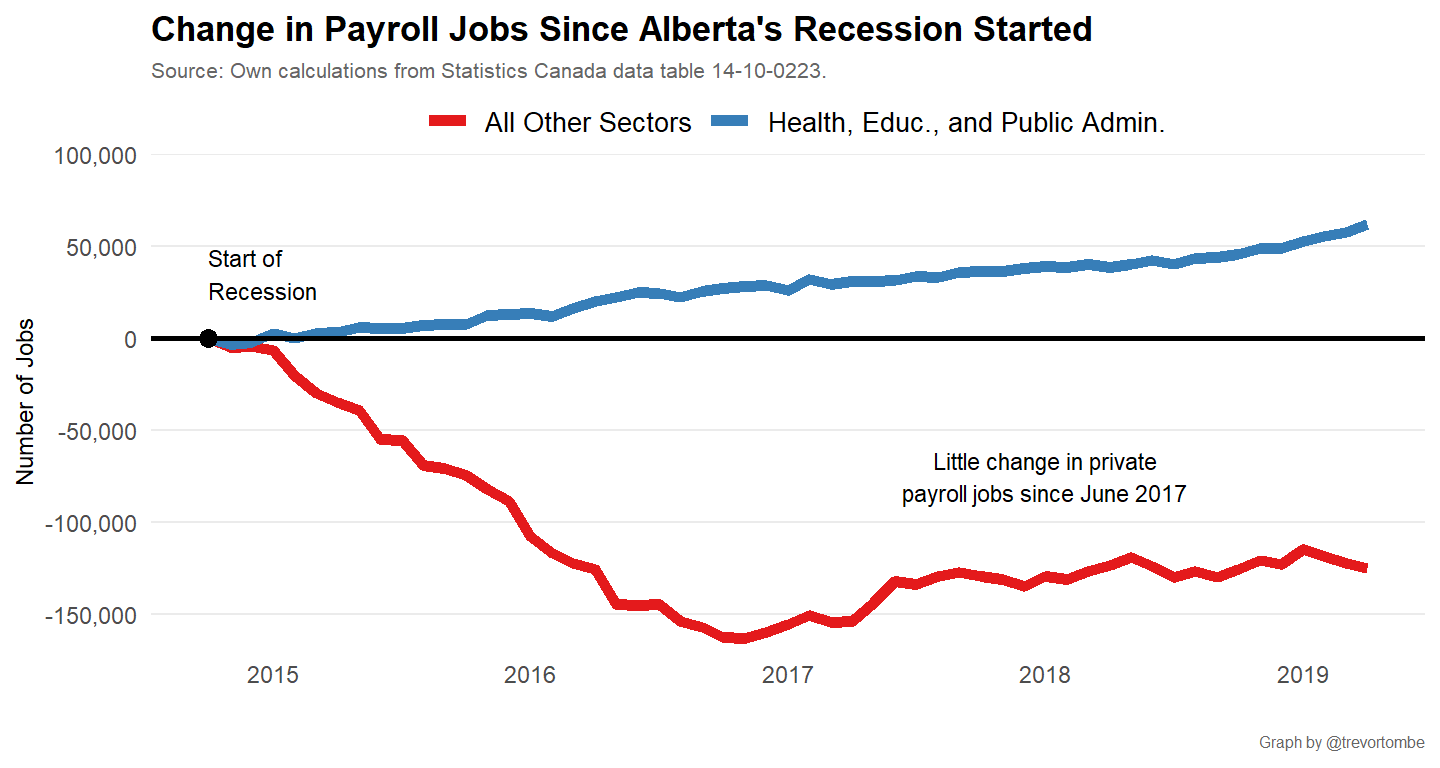 Change in Payroll Jobs Since Alberta's Recession Started
Source: Own calculations from Statistics Canada data table 14-10-0223.
All Other Sectors
Health, Educ., and Public Admin.
Number of Jobs
100,000
50,000
0
-50,000
-100,000
-150,000
Start of
Recession
Little change in private
payroll jobs since June 2017
2015
2016
2017
2018
2019
Graph by @trevortombe